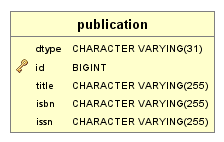 publication
dtype CHARACTER VARYING(31)
id BIGINT
title CHARACTER VARYING(255)
isbn CHARACTER VARYING(255)
issn CHARACTER VARYING(255)